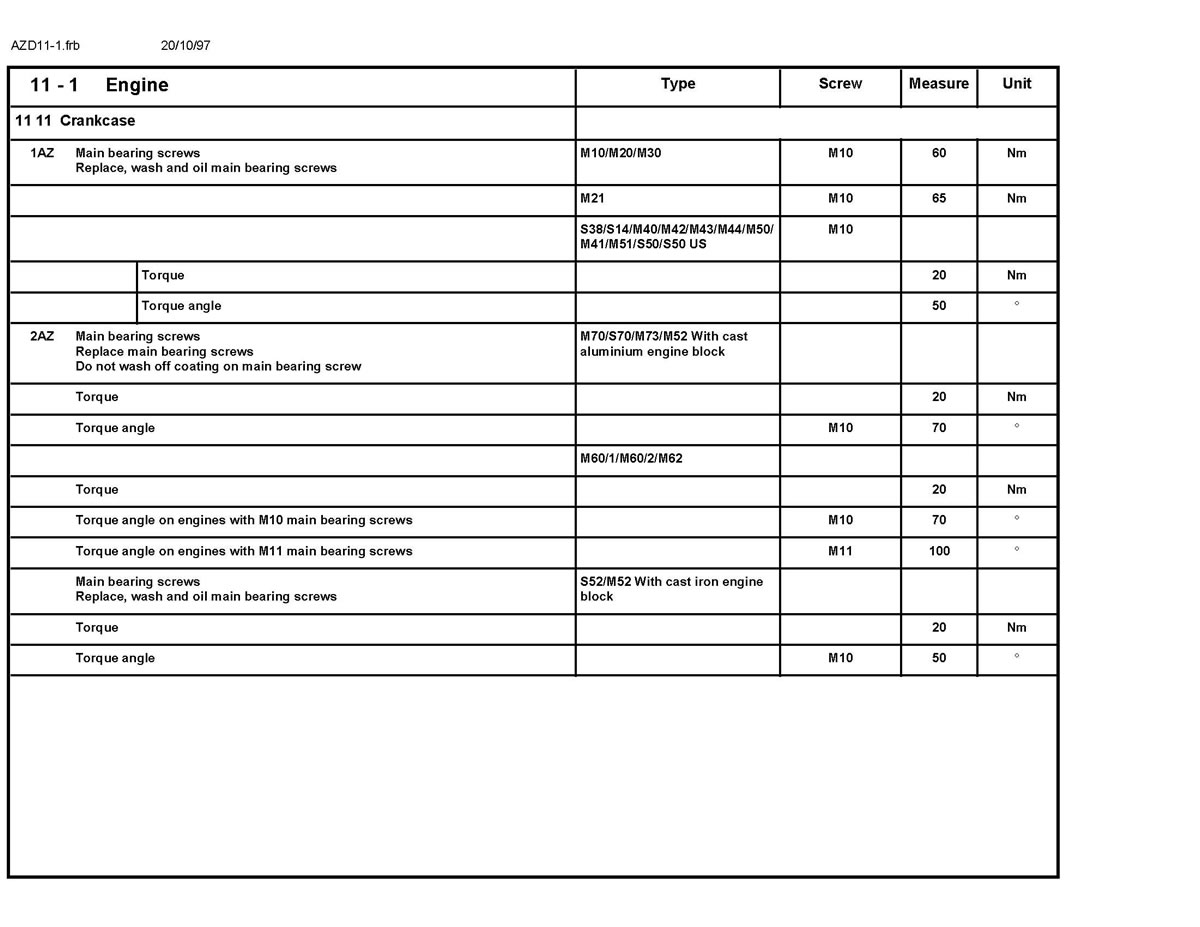 AZD11-1.frb 20/10/97
11 - 1 Engine Type Screw Measure Unit
11 11 Crankcase
1AZ Main bearing screws M10/M20/M30 M10 60 Nm
Replace, wash and oil main bearing screws
M21 M10 65 Nm
S38/S14/M40/M42/M43/M44/M50/ M10
M41/M51/S50/S50 US
Torque 20 Nm
Torque angle 50 °
2AZ Main bearing screws M70/S70/M73/M52 With cast
Replace main bearing screws aluminium engine block
Do not wash off coating on main bearing screw
Torque 20 Nm
Torque angle M10 70 °
M60/1/M60/2/M62
Torque 20 Nm
Torque angle on engines with M10 main bearing screws M10 70 °
Torque angle on engines with M11 main bearing screws M11 100 °
Main bearing screws S52/M52 With cast iron engine
Replace, wash and oil main bearing screws block
Torque 20 Nm
Torque angle M10 50 °